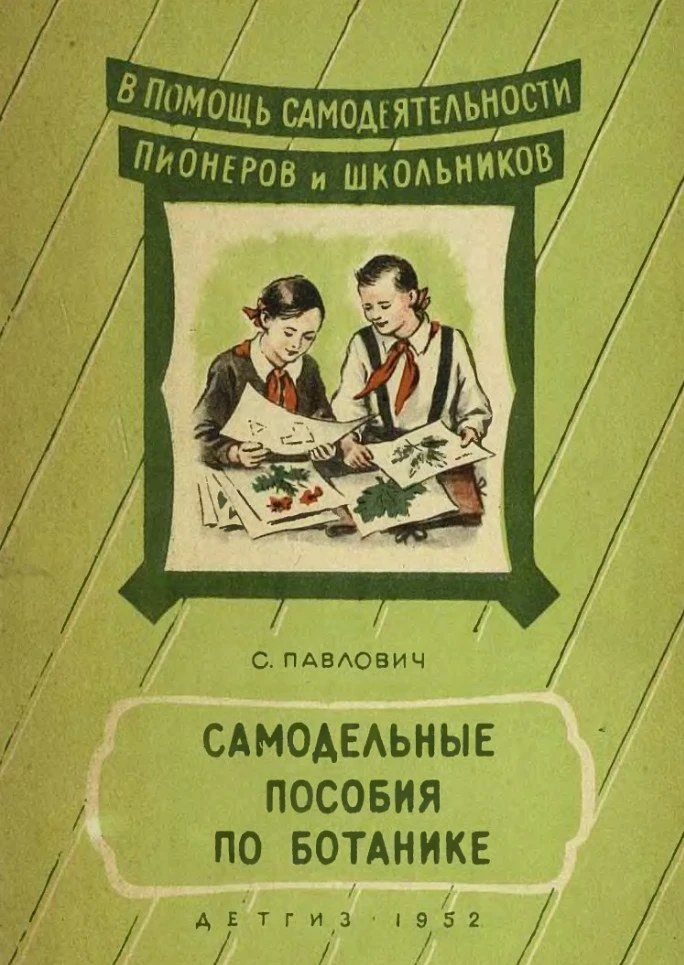 В ПОМОЩЬ САМОДЕЯТЕЛЬНОСТИ
ПИОНЕРОВ и ШКОЛЬНИКОВ
С. ПАВЛОВИЧ
САМОДЕЛЬНЫЕ
ПОСОБИЯ
ПО БОТАНИКЕ
ДЕТГИЗ · 1952